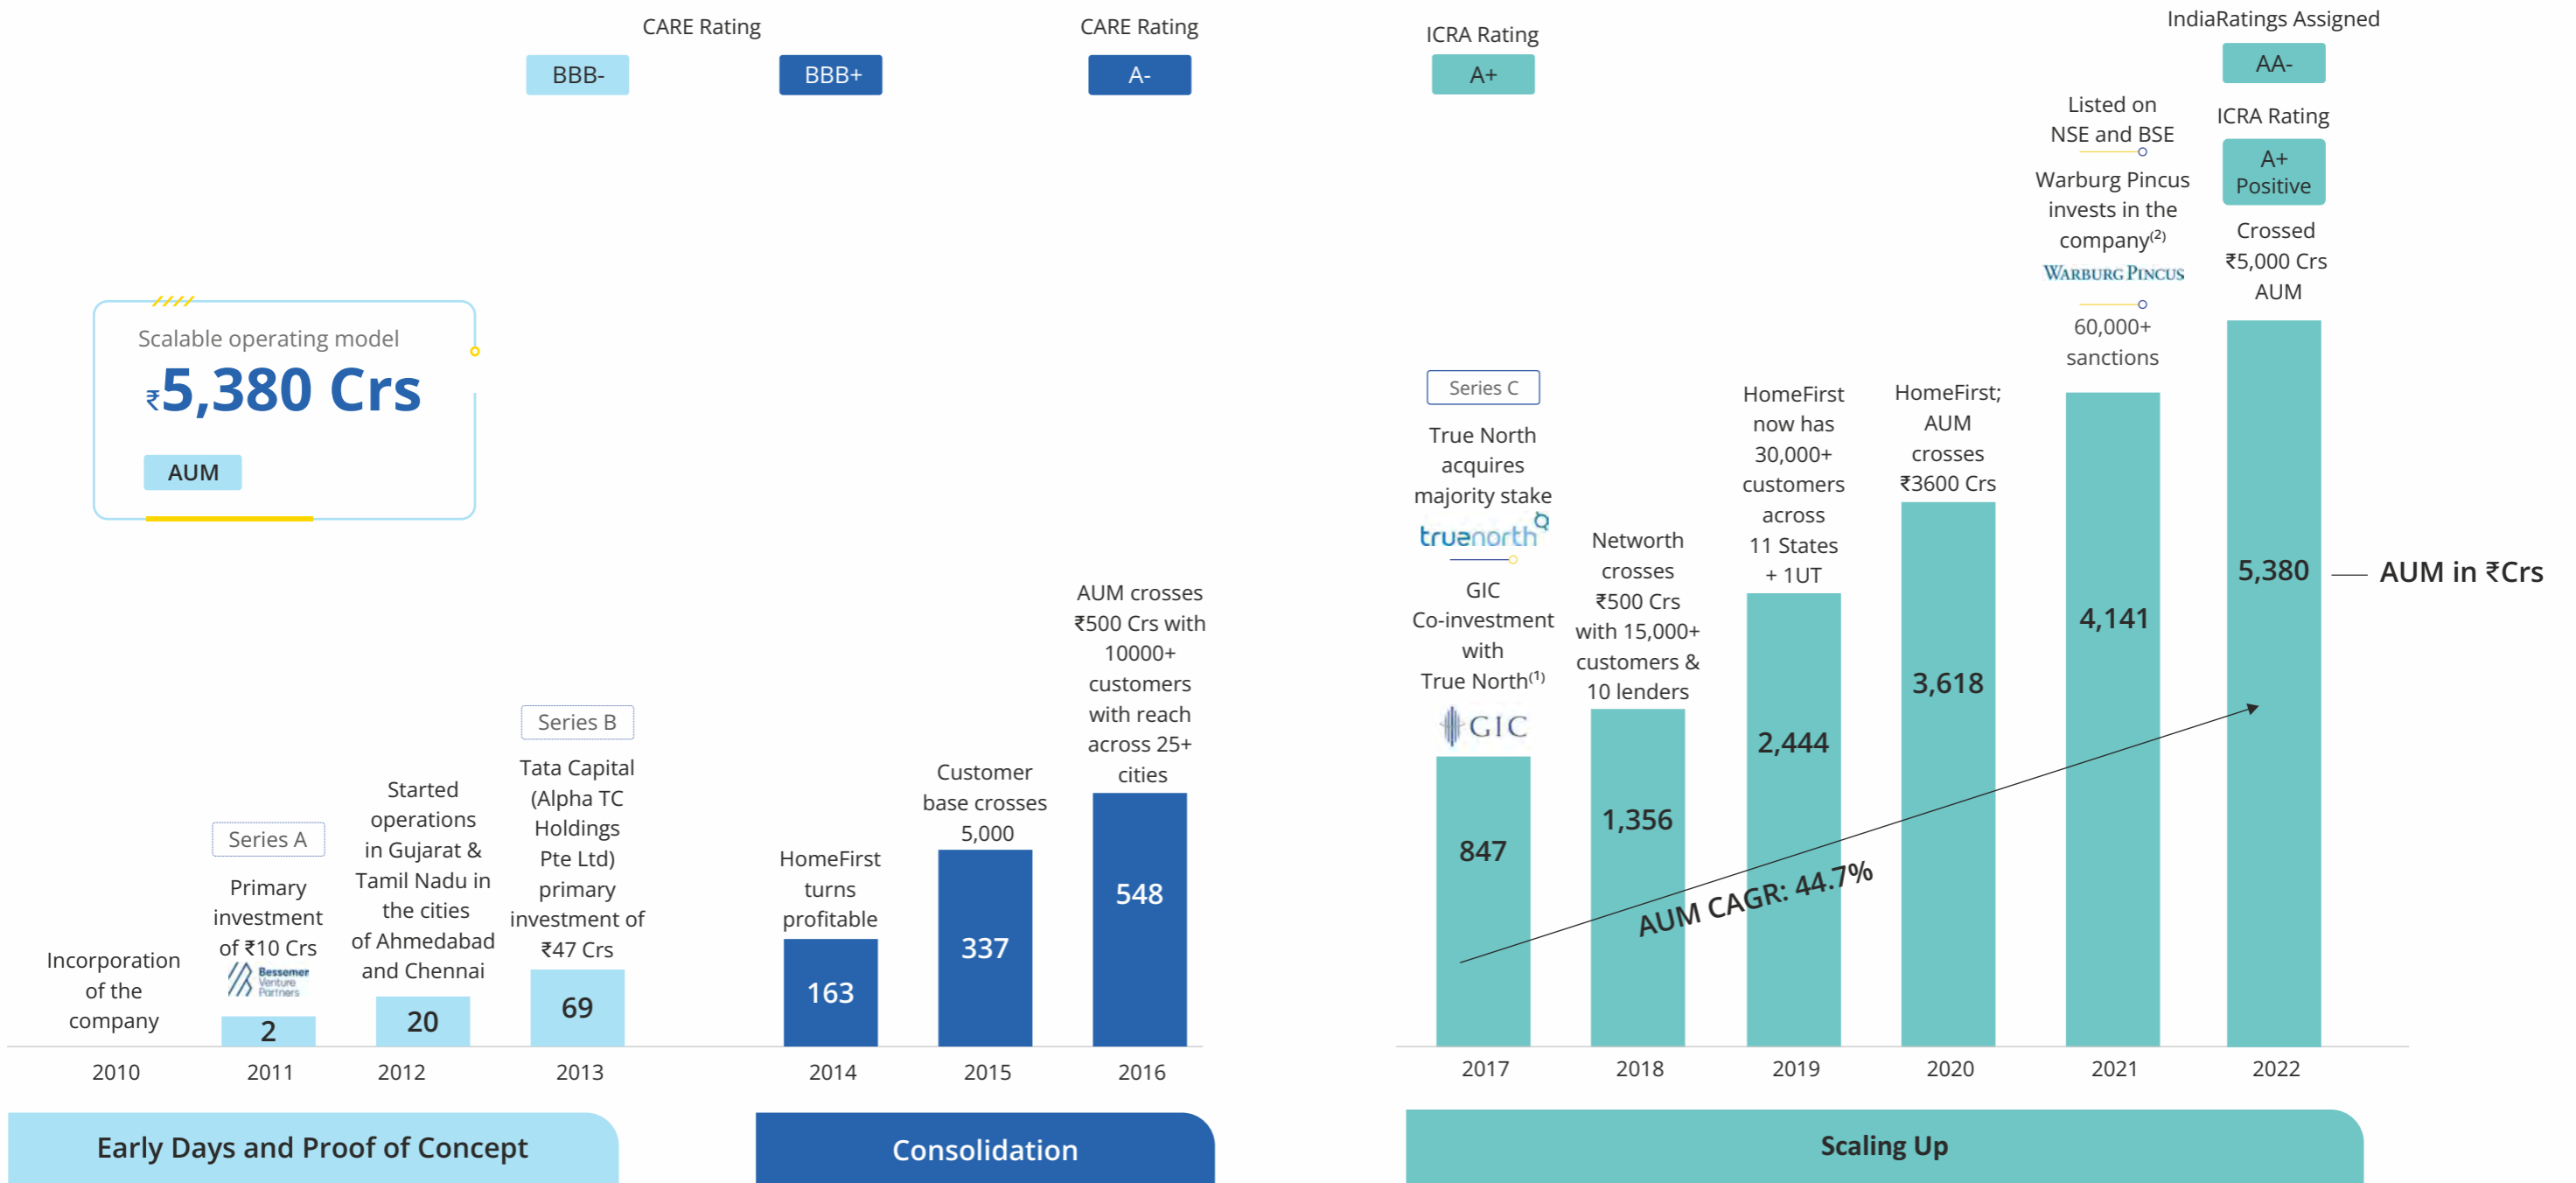 CARE Rating
BBB-
BBB+
CARE Rating
A-
ICRA Rating
A+
IndiaRatings Assigned
AA-
ICRA Rating
A+
Positive
Scalable operating model
₹5,380 Crs
AUM
Incorporation
of the
company
2010
Series A
Primary
investment
of ₹10 Crs
Bessemer
Venture
Partners
2
2011
Started
operations
in Gujarat &
Tamil Nadu in
the cities
of Ahmedabad
and Chennai
20
2012
Series B
Tata Capital
(Alpha TC
Holdings
Pte Ltd)
primary
investment of
₹47 Crs
69
2013
HomeFirst
turns
profitable
163
2014
Customer
base crosses
5,000
337
2015
AUM crosses
₹500 Crs with
10000+
customers
with reach
across 25+
cities
548
2016
Series C
True North
acquires
majority stake
truenorth
GIC
Co-investment
with
True North⁽¹⁾
GIC
847
2017
Networth
crosses
₹500 Crs
with 15,000+
customers &
10 lenders
1,356
2018
HomeFirst
now has
30,000+
customers
across
11 States
+ 1UT
2,444
2019
HomeFirst;
AUM
crosses
₹3600 Crs
3,618
2020
Listed on
NSE and BSE
Warburg Pincus
invests in the
company⁽²⁾
WARBURG PINCUS
60,000+
sanctions
4,141
2021
Crossed
₹5,000 Crs
AUM
5,380
2022
AUM in ₹Crs
AUM CAGR: 44.7%
Early Days and Proof of Concept
Consolidation
Scaling Up